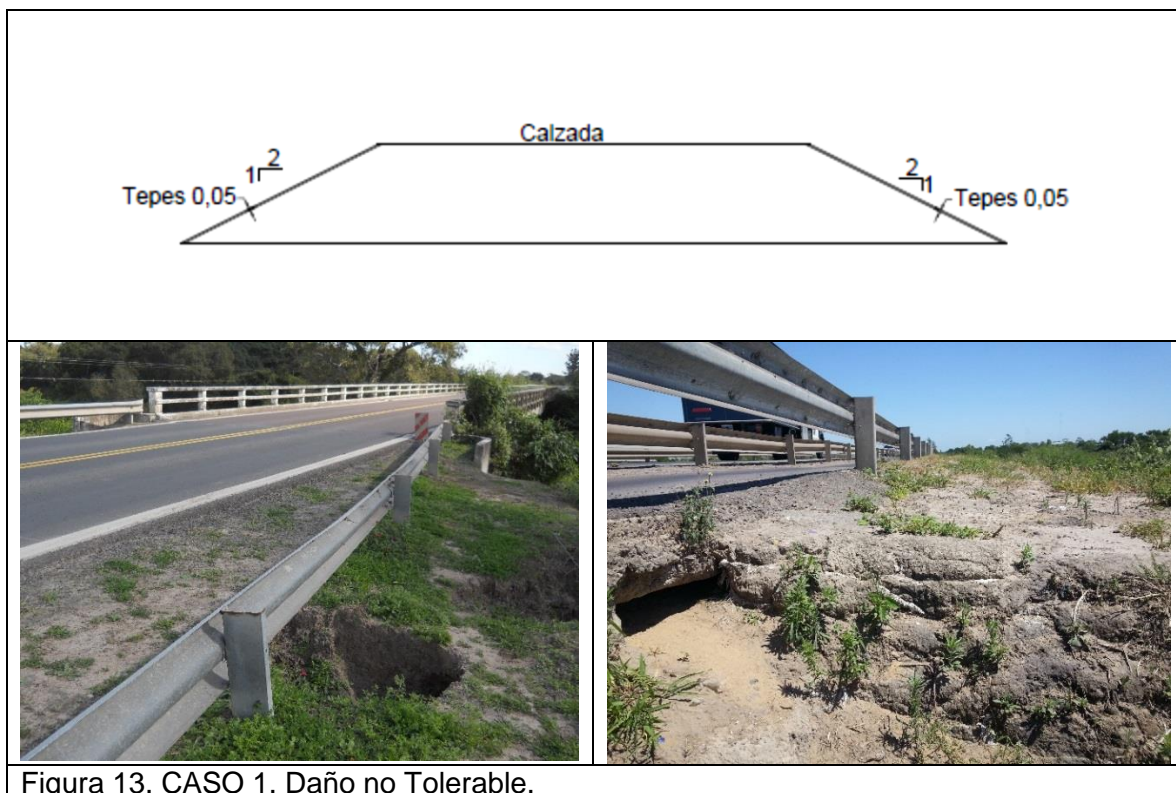 Calzada
2
1
Tepes 0,05
2
1
Tepes 0,05
Figura 13. CASO 1. Daño no Tolerable.